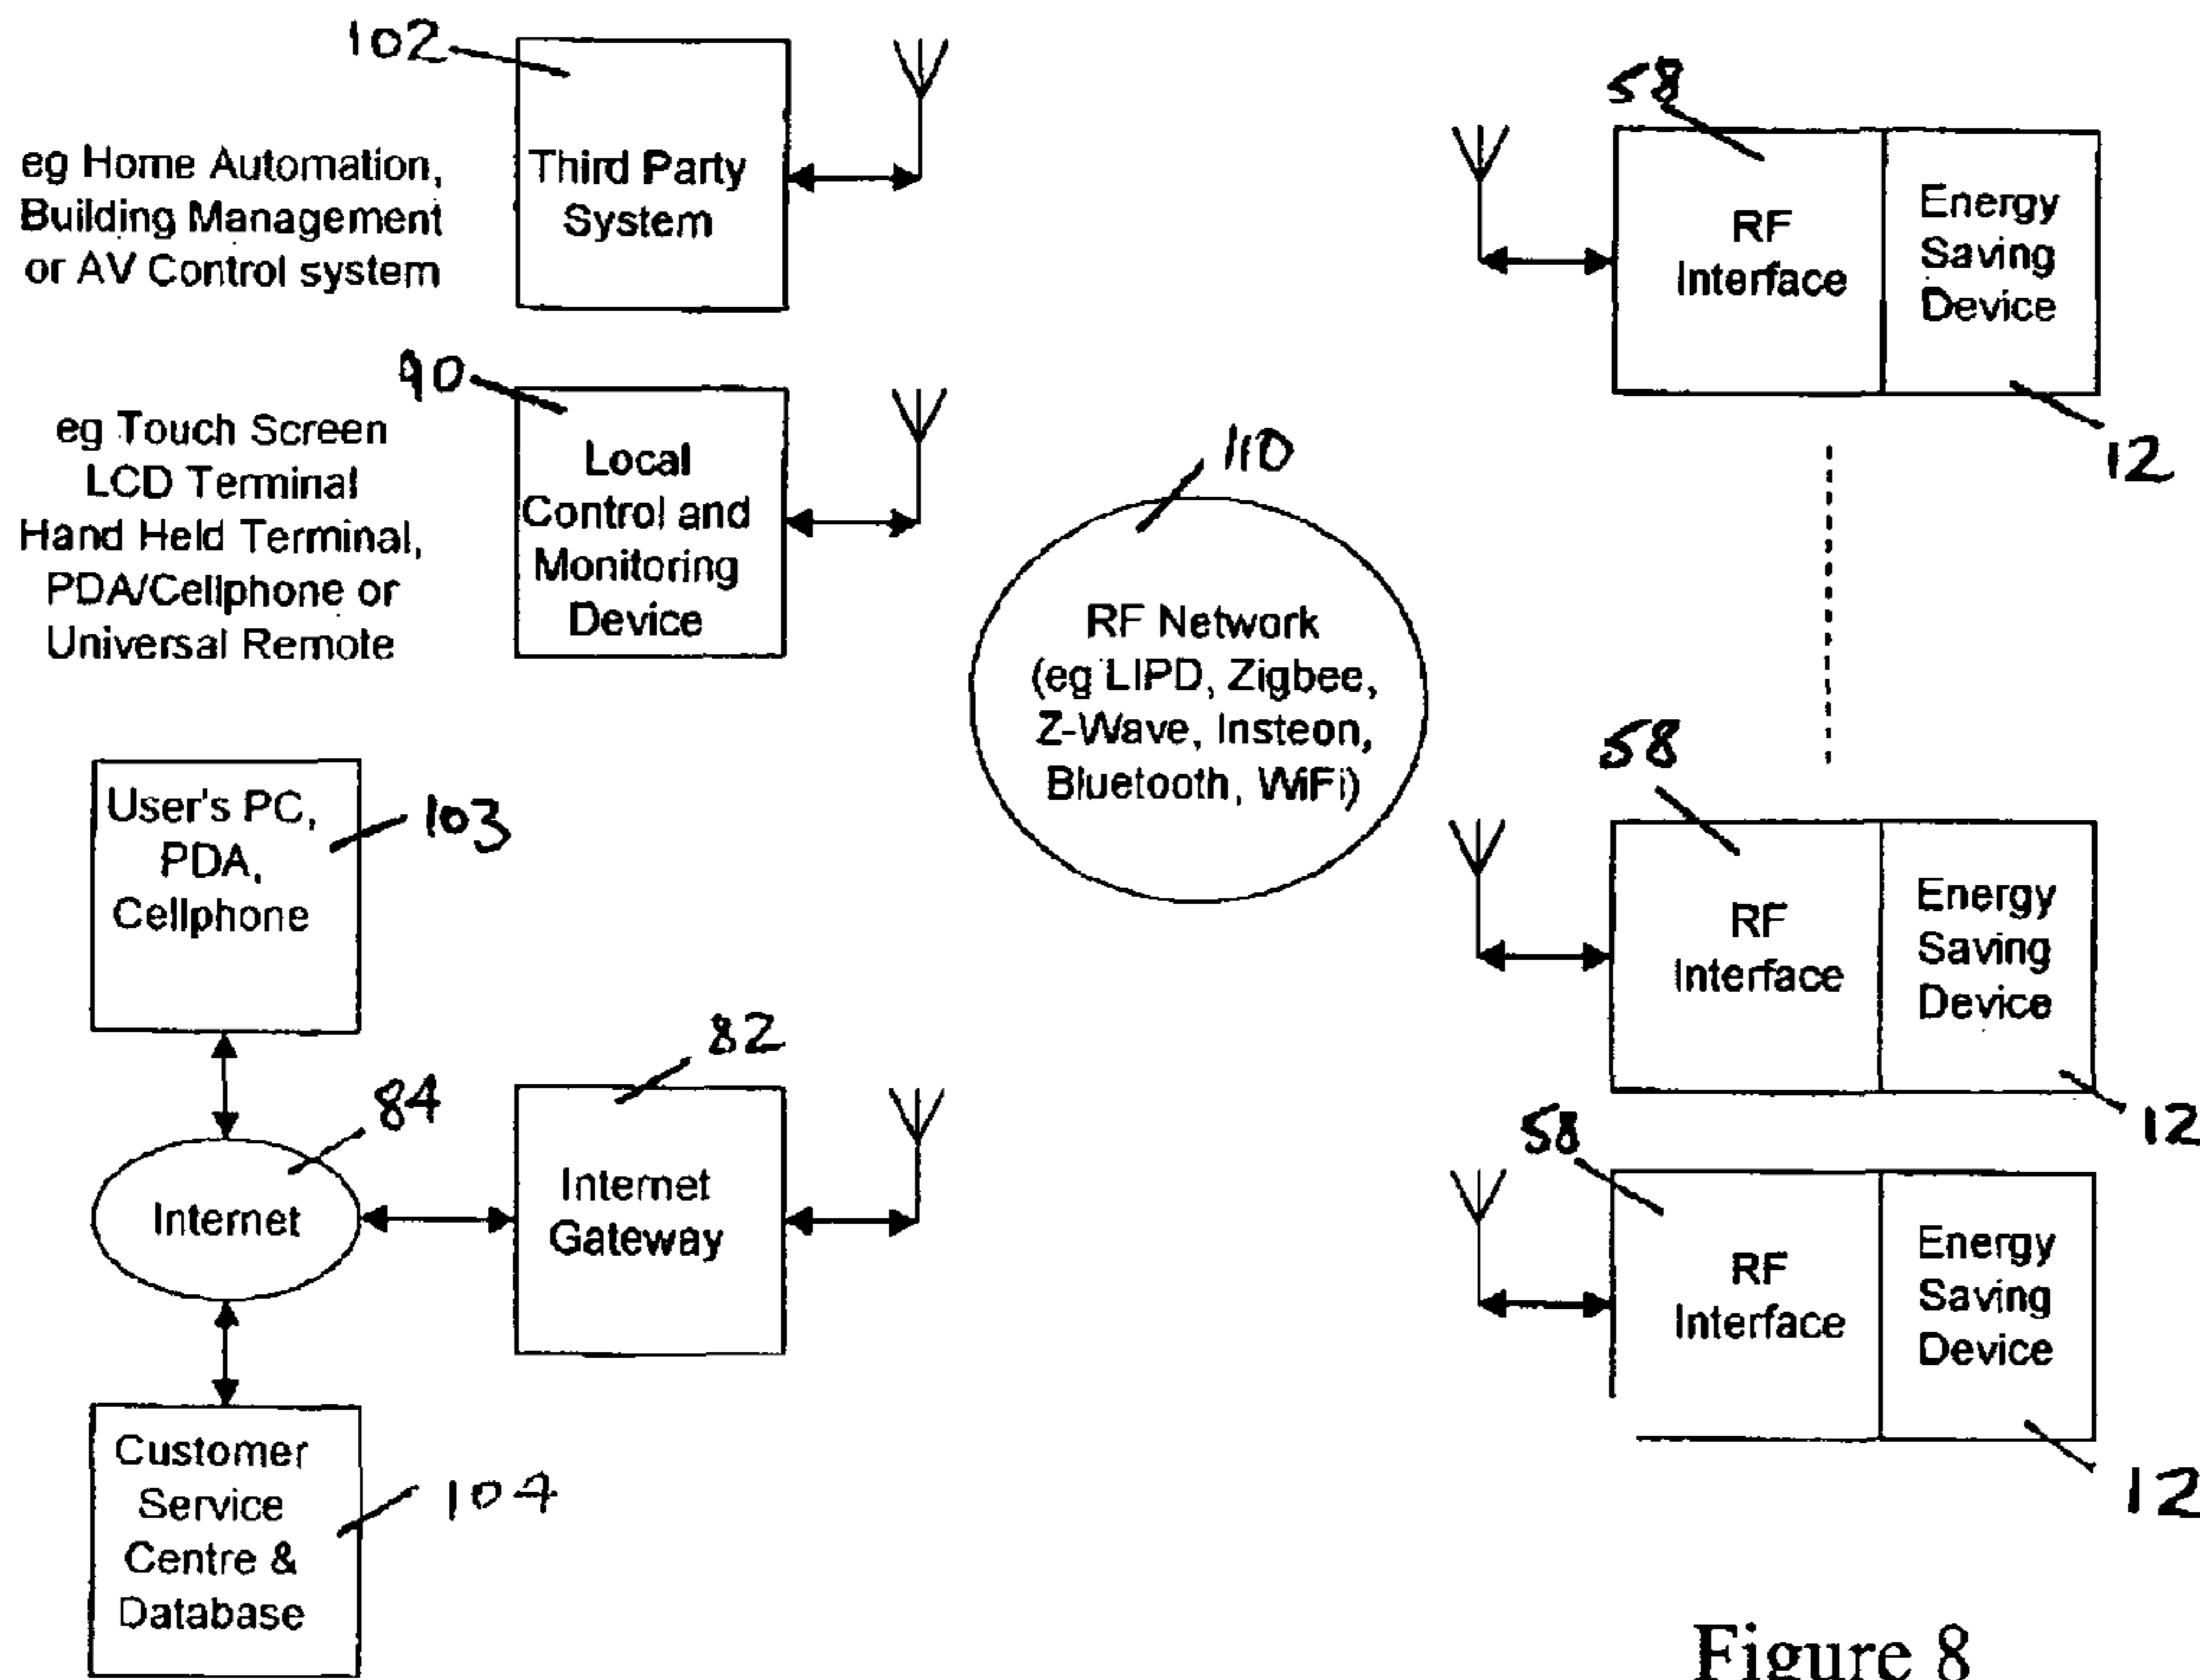 102
Third Party
System
eg Home Automation,
Building Management
or AV Control system
90
Local
Control and
Monitoring
Device
eg Touch Screen
LCD Terminal
Hand Held Terminal,
PDA/Cellphone or
Universal Remote
User's PC,
PDA,
Cellphone
103
84
Internet
82
Internet
Gateway
Customer
Service
Centre &
Database
104
110
RF Network
(eg LIPD, Zigbee,
Z-Wave, Insteon,
Bluetooth, WiFi)
58
RF
Interface
Energy
Saving
Device
12
58
RF
Interface
Energy
Saving
Device
12
58
RF
Interface
Energy
Saving
Device
12
Figure 8